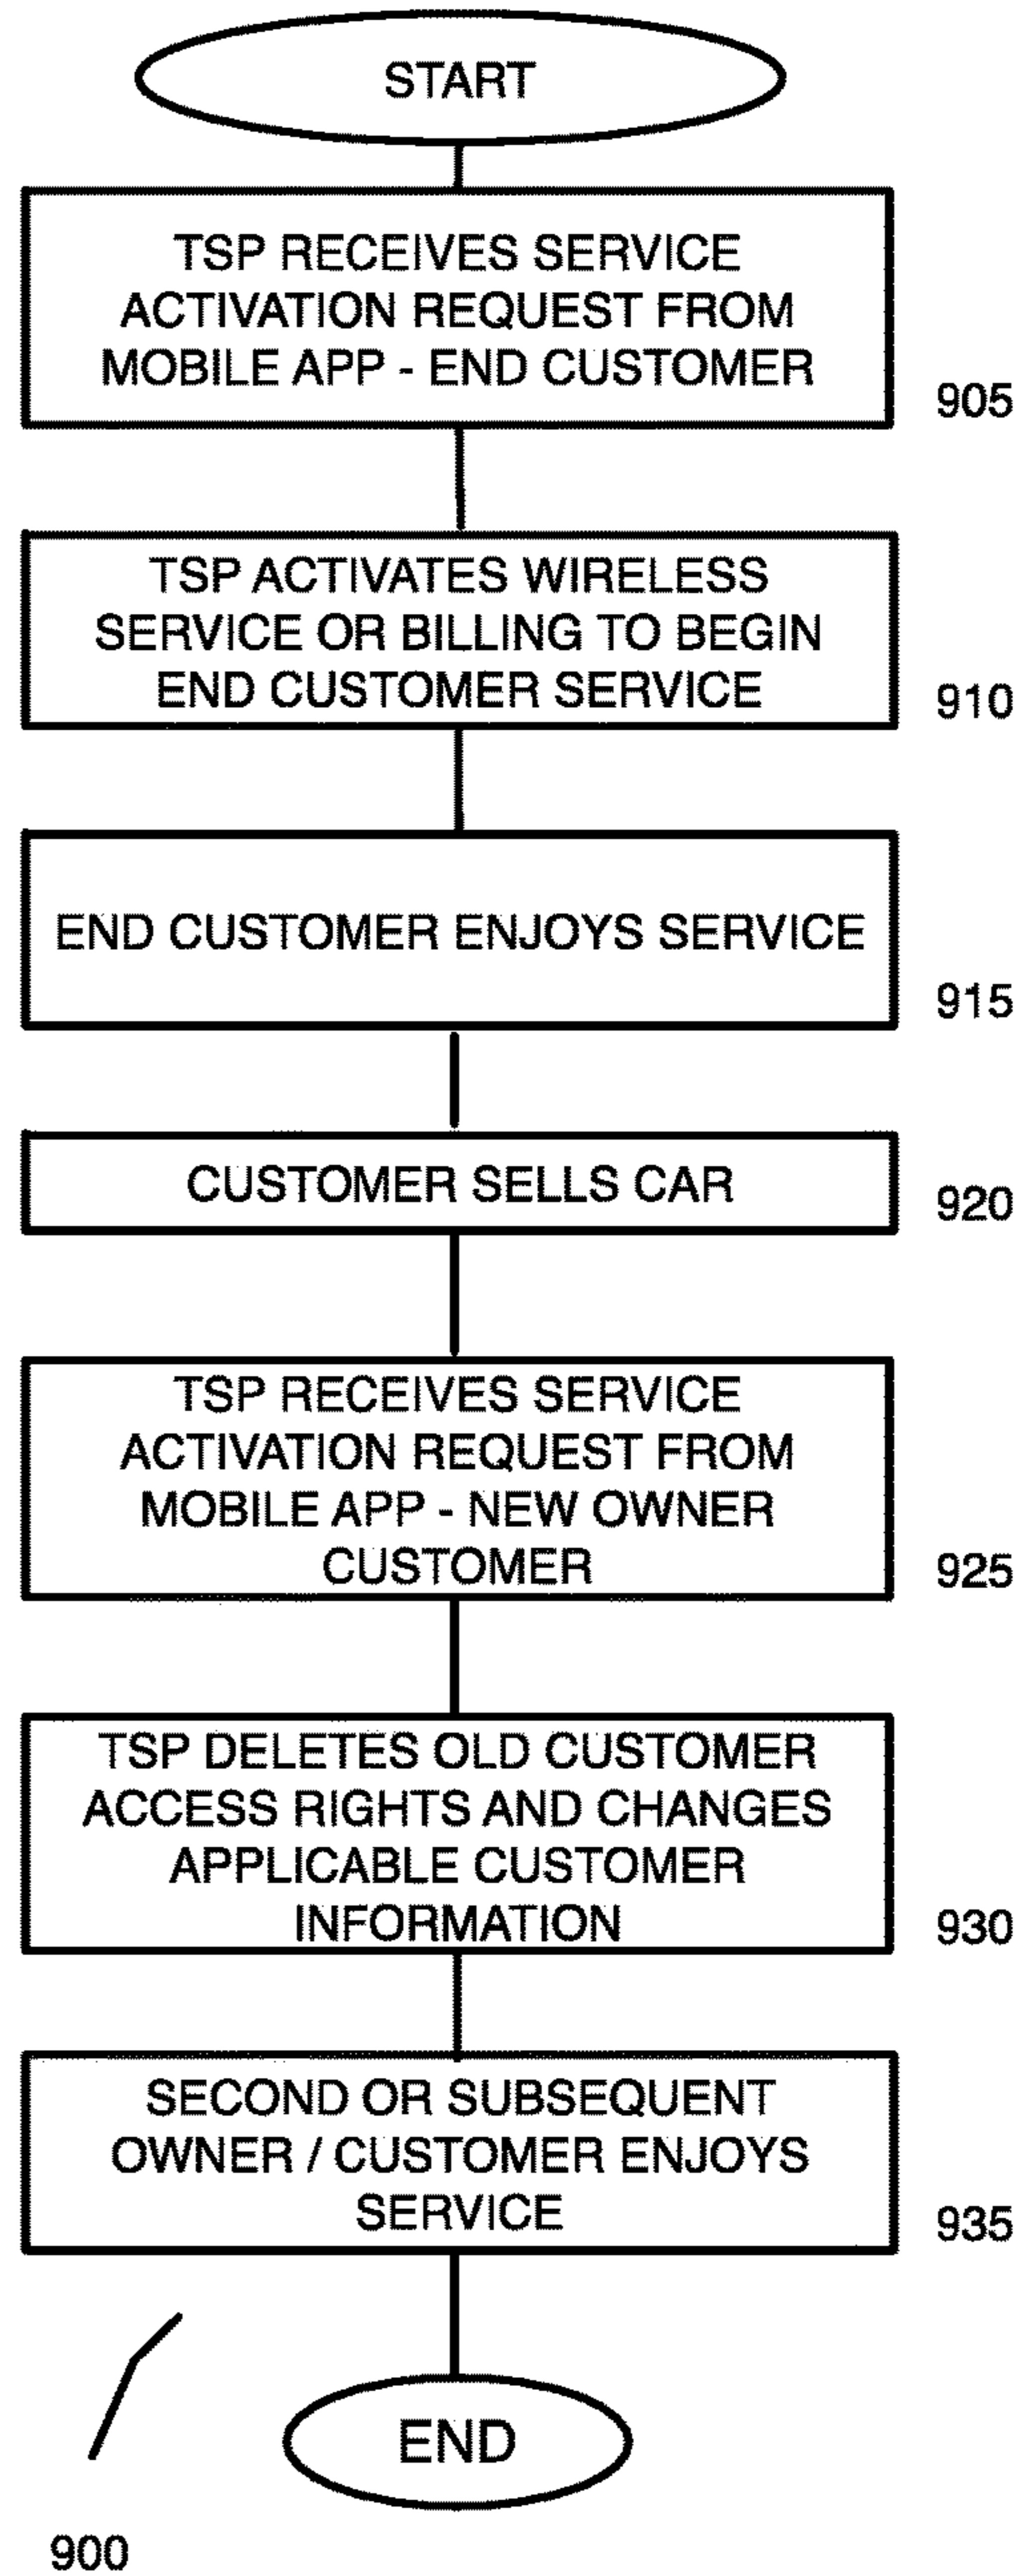 START
TSP RECEIVES SERVICE
ACTIVATION REQUEST FROM
MOBILE APP - END CUSTOMER
905
TSP ACTIVATES WIRELESS
SERVICE OR BILLING TO BEGIN
END CUSTOMER SERVICE
910
END CUSTOMER ENJOYS SERVICE
915
CUSTOMER SELLS CAR
920
TSP RECEIVES SERVICE
ACTIVATION REQUEST FROM
MOBILE APP - NEW OWNER
CUSTOMER
925
TSP DELETES OLD CUSTOMER
ACCESS RIGHTS AND CHANGES
APPLICABLE CUSTOMER
INFORMATION
930
SECOND OR SUBSEQUENT
OWNER / CUSTOMER ENJOYS
SERVICE
935
END
900